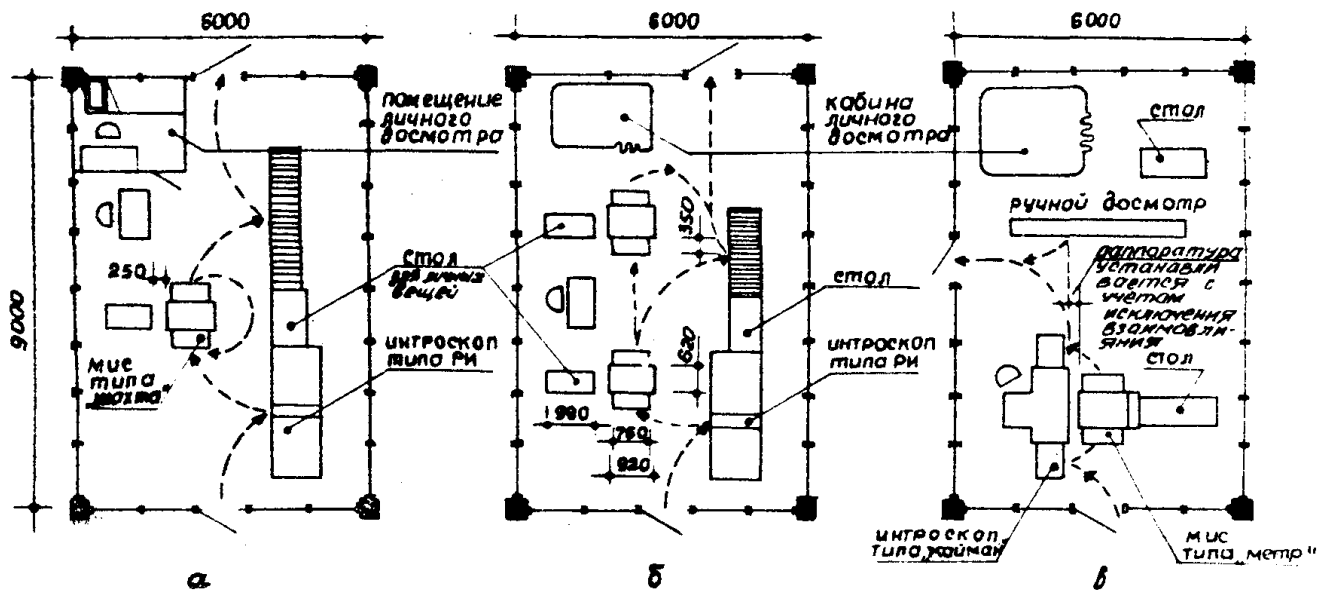 6000
6000
6000
9000
помещение
личного
досмотра
кабина
личного
досмотра
стол
ручной досмотр
250
350
стол
для личных
вещей
аппаратура
устанавли
вается с
учетом
исключения
взаимовли-
яния
стол
стол
620
интроскоп
типа РИ
интроскоп
типа РИ
мис
типа
„шахта"
760
920
интроскоп
типа „кайман"
мис
типа „метр"
а
б
в